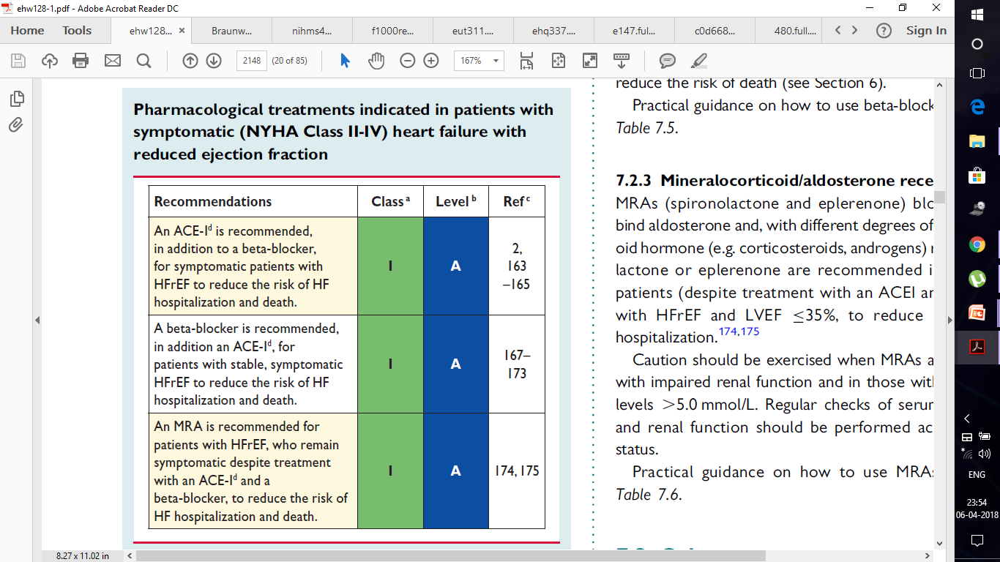 ehw128-1.pdf - Adobe Acrobat Reader DC
Home Tools ehw128... × Braunw... nihms4... f1000re... eut311.... ehq337.... e147.ful... c0d668... 480.full.... Sign In
2148 (20 of 85) 167%
Pharmacological treatments indicated in patients with
symptomatic (NYHA Class II-IV) heart failure with
reduced ejection fraction
Recommendations Class a Level b Ref c
An ACE-Id is recommended,
in addition to a beta-blocker,
for symptomatic patients with
HFrEF to reduce the risk of HF
hospitalization and death.
I
A
2,
163
–165
A beta-blocker is recommended,
in addition an ACE-Id, for
patients with stable, symptomatic
HFrEF to reduce the risk of HF
hospitalization and death.
I
A
167–
173
An MRA is recommended for
patients with HFrEF, who remain
symptomatic despite treatment
with an ACE-Id and a
beta-blocker, to reduce the risk of
HF hospitalization and death.
I
A
174, 175
reduce the risk of death (see Section 6).
Practical guidance on how to use beta-block
Table 7.5.
7.2.3 Mineralocorticoid/aldosterone rece
MRAs (spironolactone and eplerenone) blo
bind aldosterone and, with different degrees of
oid hormone (e.g. corticosteroids, androgens) r
lactone or eplerenone are recommended i
patients (despite treatment with an ACEI an
with HFrEF and LVEF ≤35%, to reduce
hospitalization.174,175
Caution should be exercised when MRAs a
with impaired renal function and in those wit
levels >5.0 mmol/L. Regular checks of serum
and renal function should be performed ac
status.
Practical guidance on how to use MRAs
Table 7.6.
8.27 x 11.02 in
ENG
23:54
06-04-2018